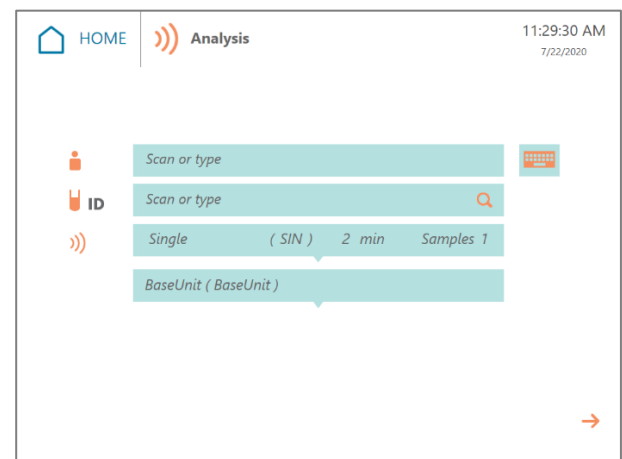 HOME
Analysis
11:29:30 AM
7/22/2020
Scan or type
ID
Scan or type
Single ( SIN ) 2 min Samples 1
BaseUnit ( BaseUnit )